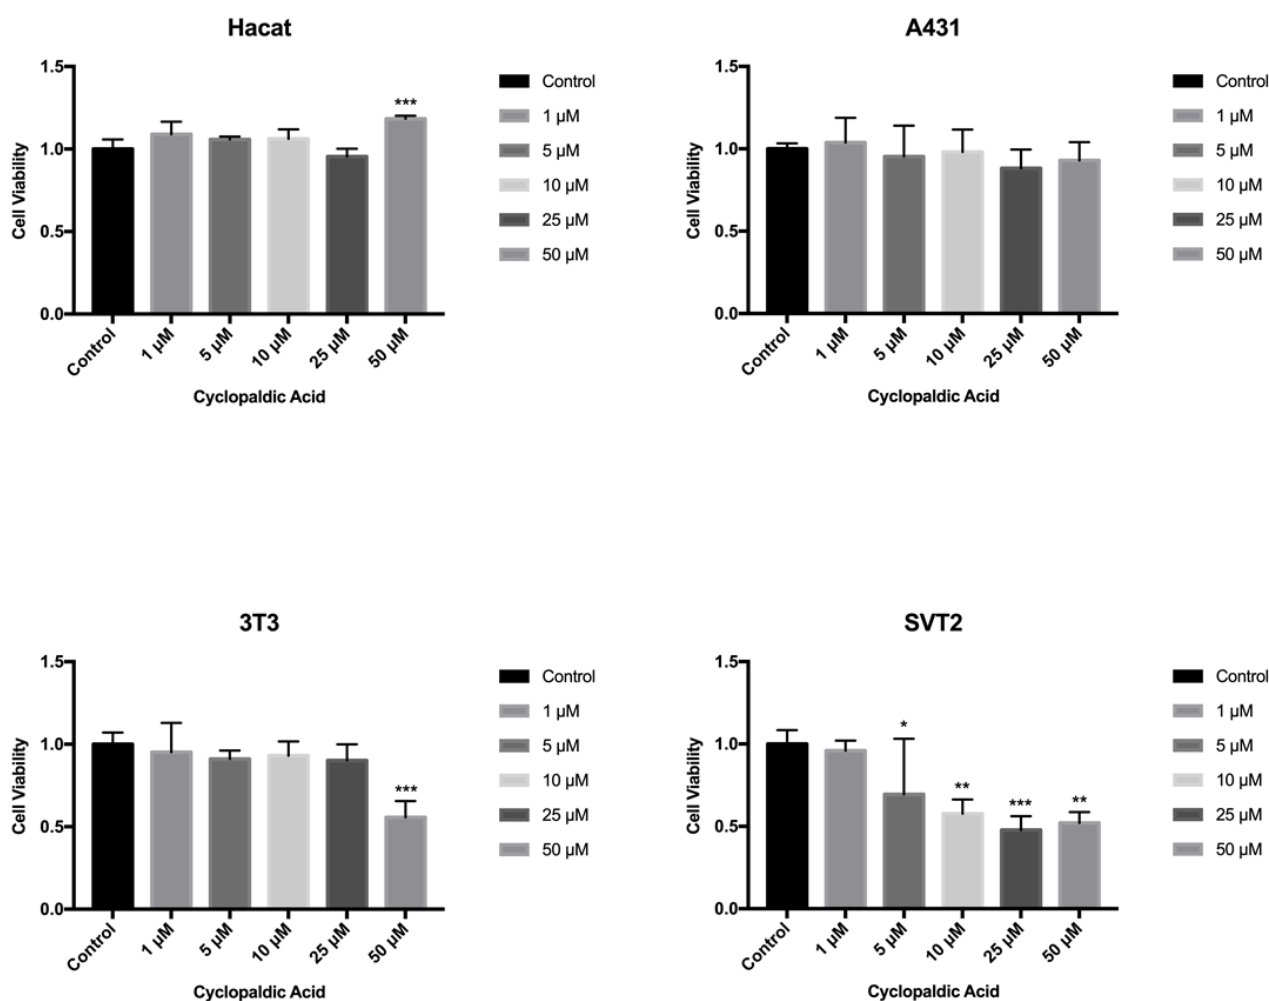 Hacat
1.5
1.0
0.5
0.0
Cell Viability
***
Control
1 µM
5 µM
10 µM
25 µM
50 µM
Cyclopaldic Acid
Control
1 µM
5 µM
10 µM
25 µM
50 µM
A431
1.5
1.0
0.5
0.0
Cell Viability
Control
1 µM
5 µM
10 µM
25 µM
50 µM
Cyclopaldic Acid
Control
1 µM
5 µM
10 µM
25 µM
50 µM
3T3
1.5
1.0
0.5
0.0
Cell Viability
***
Control
1 µM
5 µM
10 µM
25 µM
50 µM
Cyclopaldic Acid
Control
1 µM
5 µM
10 µM
25 µM
50 µM
SVT2
1.5
1.0
0.5
0.0
Cell Viability
*
**
***
**
Control
1 µM
5 µM
10 µM
25 µM
50 µM
Cyclopaldic Acid
Control
1 µM
5 µM
10 µM
25 µM
50 µM